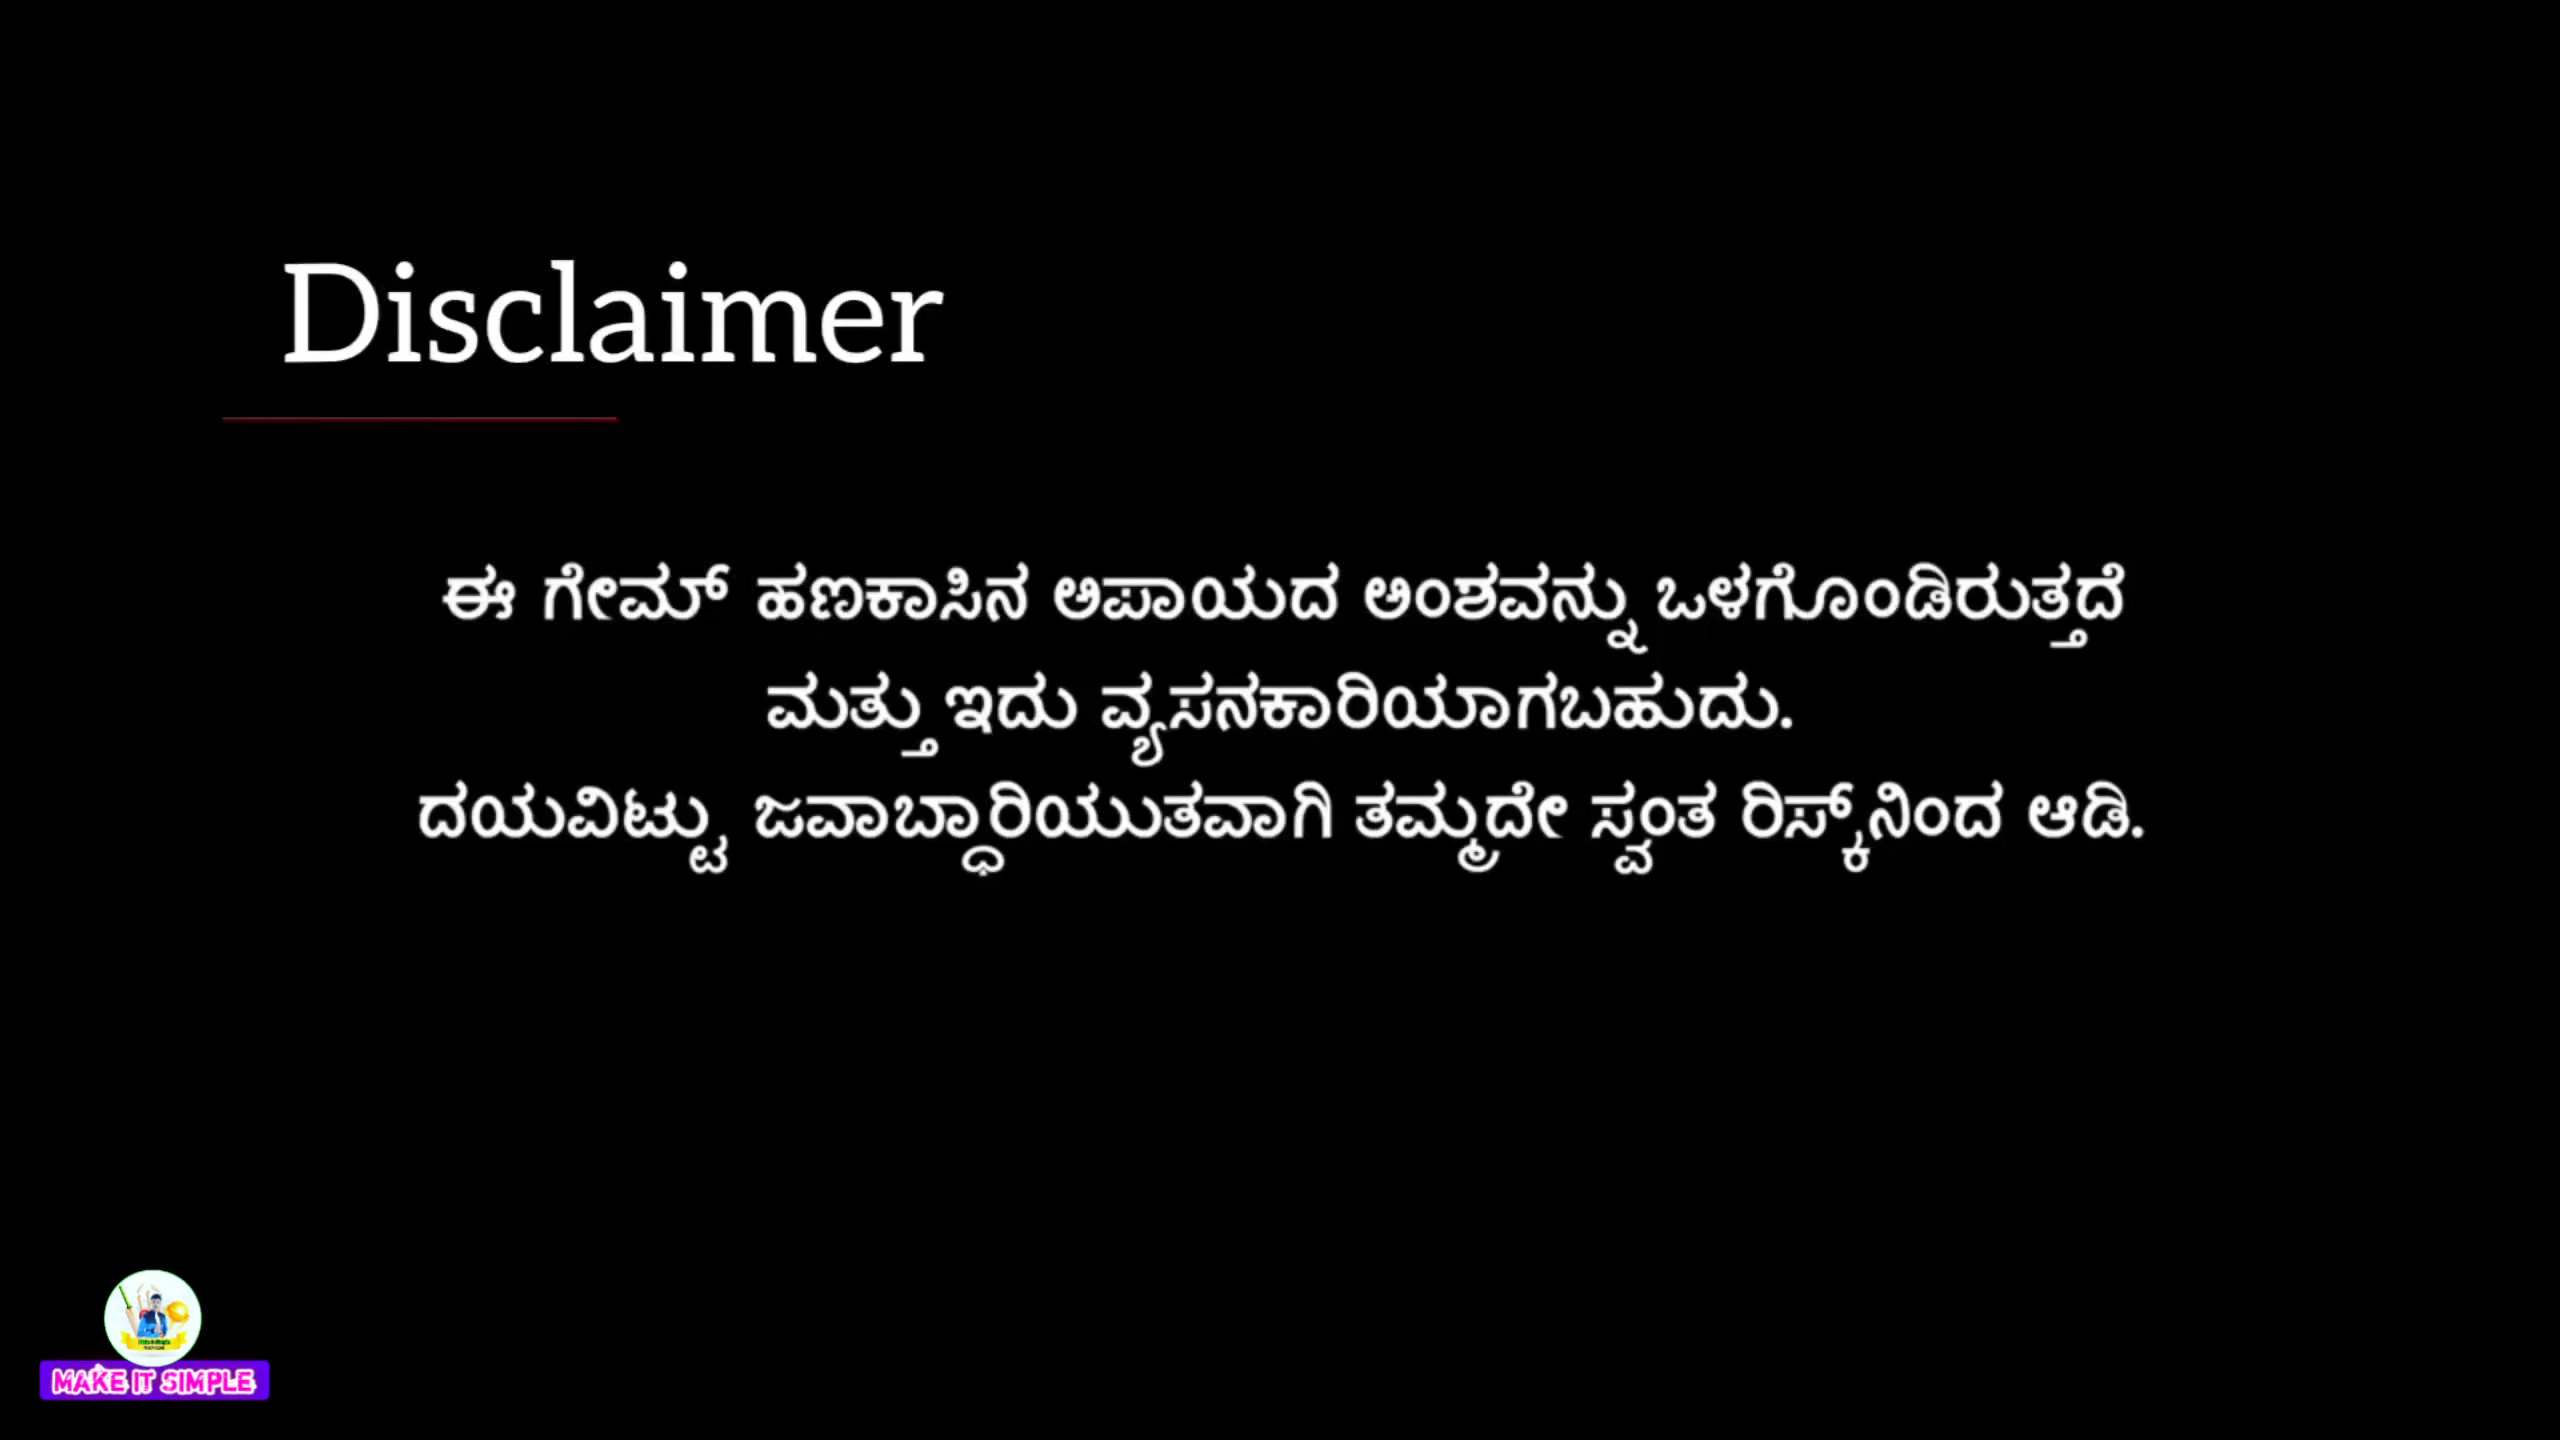 Disclaimer
ಈ ಗೇಮ್ ಹಣಕಾಸಿನ ಅಪಾಯದ ಅಂಶವನ್ನು ಒಳಗೊಂಡಿರುತ್ತದೆ
ಮತ್ತು ಇದು ವ್ಯಸನಕಾರಿಯಾಗಬಹುದು.
ದಯವಿಟ್ಟು ಜವಾಬ್ಧಾರಿಯುತವಾಗಿ ತಮ್ಮದೇ ಸ್ವಂತ ರಿಸ್ಕ್‌ನಿಂದ ಆಡಿ.
MAKE IT SIMPLE